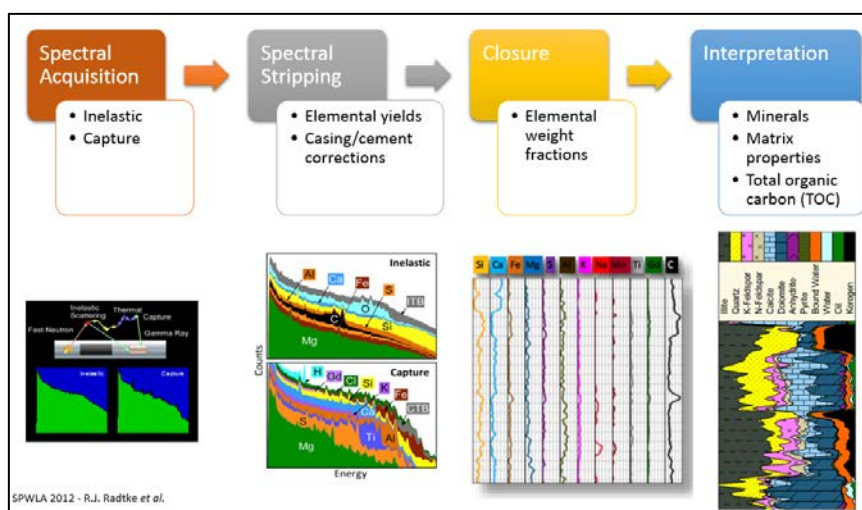 Spectral
Acquisition
• Inelastic
• Capture
Spectral
Stripping
• Elemental yields
• Casing/cement
corrections
Closure
• Elemental
weight
fractions
Interpretation
• Minerals
• Matrix
properties
• Total organic
carbon (TOC)
Inelastic
Scattering
Thermal
Capture
Fast Neutron
Gamma Ray
Inelastic
Capture
Inelastic
Al
Ca
Fe
S
ITB
O
C
Si
Mg
Capture
H
Gd
Cl
Si
K
Fe
CTB
Ca
S
Ti
Al
Mg
Counts
Energy
Si
Ca
Fe
Mg
S
Al
K
Na
Mn
Ti
Gd
C
Illite
Quartz
K-Feldspar
N-Feldspar
Calcite
Dolomite
Anhydrite
Pyrite
Bound Water
Water
Oil
Kerogen
SPWLA 2012 - R.J. Radtke et al.